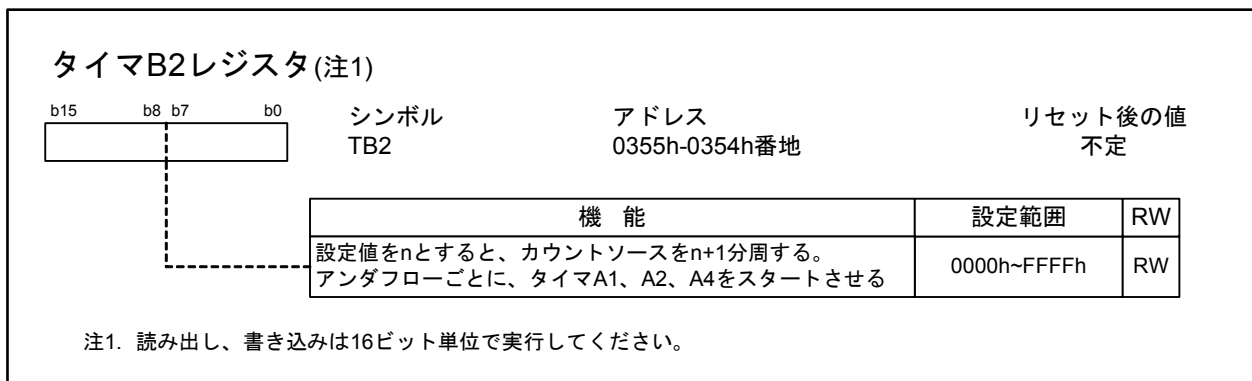 タイマB2レジスタ(注1)
b15 b8 b7 b0
シンボル アドレス リセット後の値
TB2 0355h-0354h番地 不定
機 能 設定範囲 RW
設定値をnとすると、カウントソースをn+1分周する。
アンダフローごとに、タイマA1、A2、A4をスタートさせる 0000h~FFFFh RW
注1. 読み出し、書き込みは16ビット単位で実行してください。